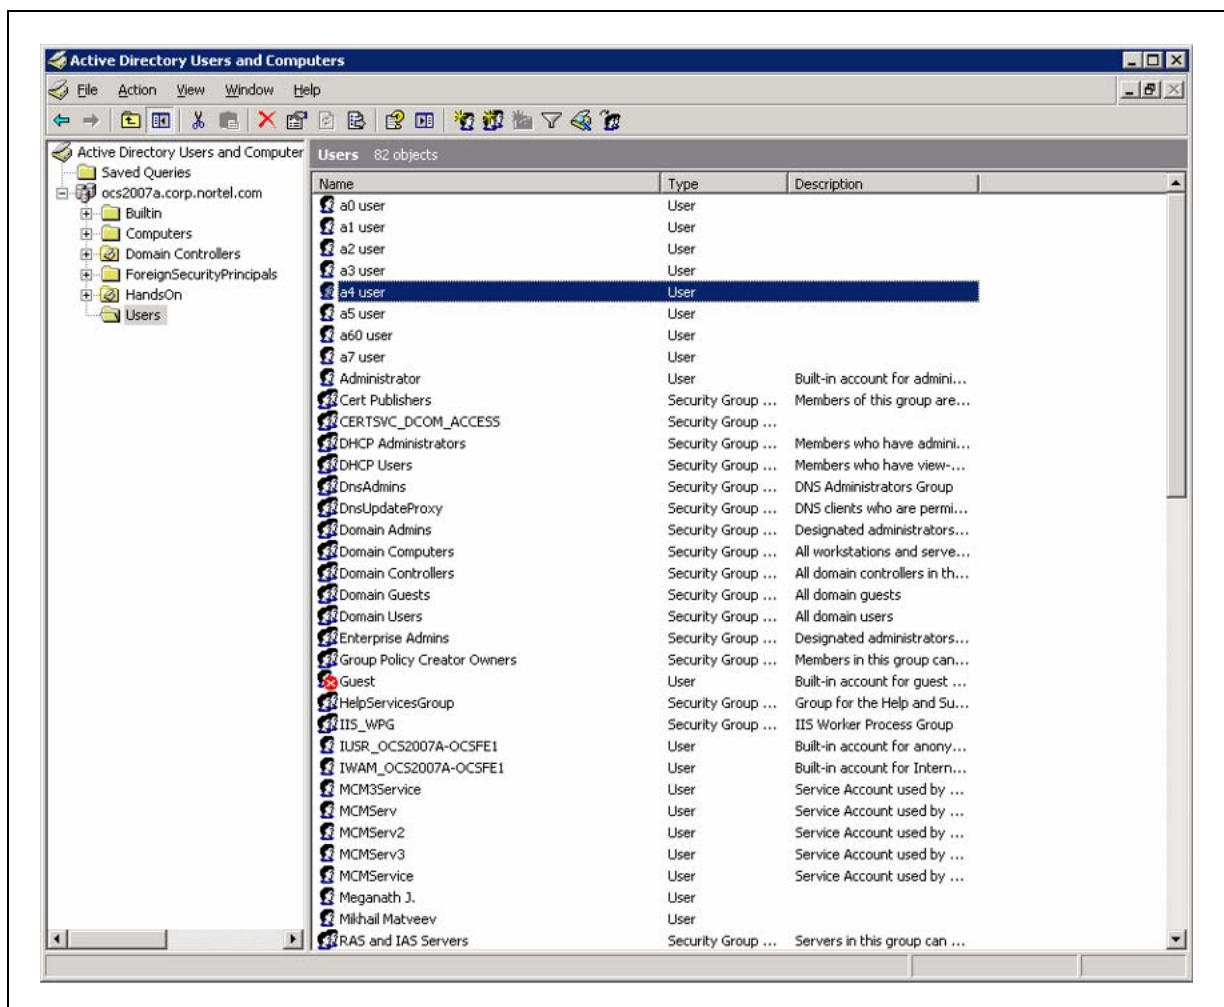 Active Directory Users and Computers
File Action View Window Help
Active Directory Users and Computer
Saved Queries
ocs2007a.corp.nortel.com
Builtin
Computers
Domain Controllers
ForeignSecurityPrincipals
HandsOn
Users
Users 82 objects
Name Type Description
a0 user User
a1 user User
a2 user User
a3 user User
a4 user User
a5 user User
a60 user User
a7 user User
Administrator User Built-in account for admini...
Cert Publishers Security Group ... Members of this group are...
CERTSVC_DCOM_ACCESS Security Group ...
DHCP Administrators Security Group ... Members who have admini...
DHCP Users Security Group ... Members who have view-...
DnsAdmins Security Group ... DNS Administrators Group
DnsUpdateProxy Security Group ... DNS clients who are permi...
Domain Admins Security Group ... Designated administrators...
Domain Computers Security Group ... All workstations and serve...
Domain Controllers Security Group ... All domain controllers in th...
Domain Guests Security Group ... All domain guests
Domain Users Security Group ... All domain users
Enterprise Admins Security Group ... Designated administrators...
Group Policy Creator Owners Security Group ... Members in this group can...
Guest User Built-in account for guest ...
HelpServicesGroup Security Group ... Group for the Help and Su...
IIS_WPG Security Group ... IIS Worker Process Group
IUSR_OCS2007A-OCSFE1 User Built-in account for anony...
IWAM_OCS2007A-OCSFE1 User Built-in account for Intern...
MCM3Service User Service Account used by ...
MCMServ User Service Account used by ...
MCMServ2 User Service Account used by ...
MCMServ3 User Service Account used by ...
MCMService User Service Account used by ...
Meganath J. User
Mikhail Matveev User
RAS and IAS Servers Security Group ... Servers in this group can ...